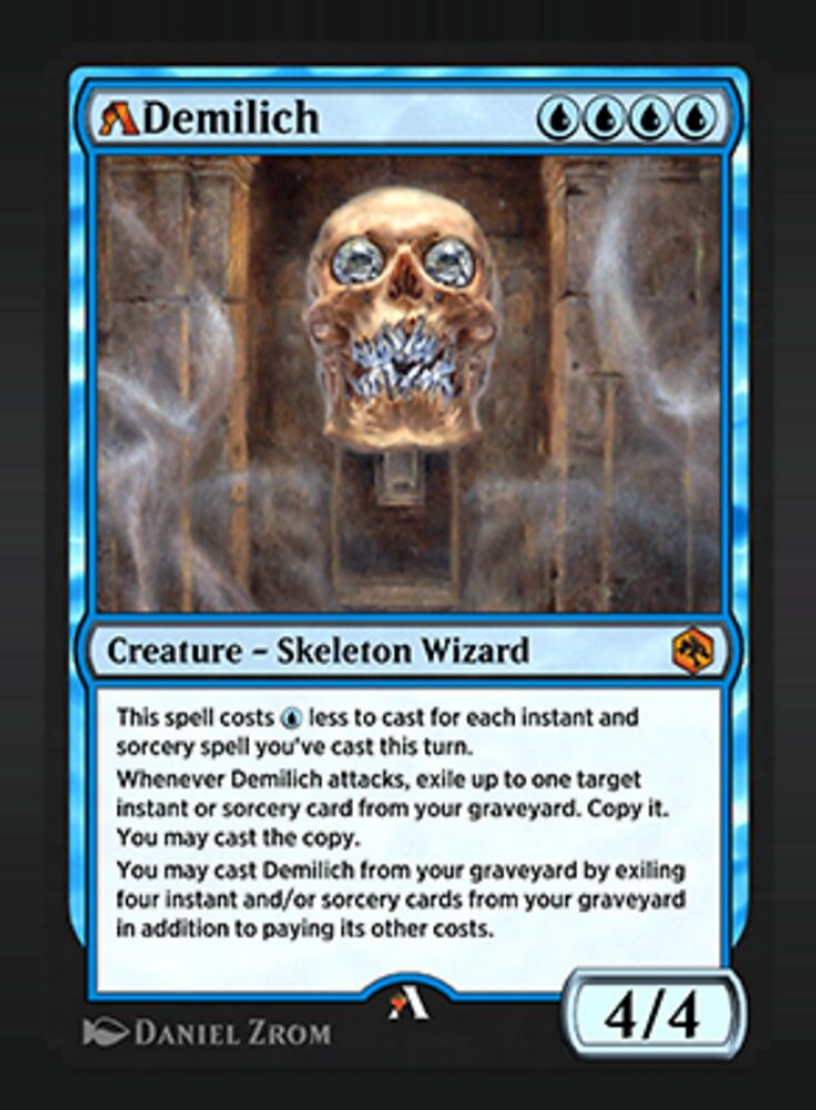 Demilich
Creature – Skeleton Wizard
This spell costs less to cast for each instant and
sorcery spell you've cast this turn.
Whenever Demilich attacks, exile up to one target
instant or sorcery card from your graveyard. Copy it.
You may cast the copy.
You may cast Demilich from your graveyard by exiling
four instant and/or sorcery cards from your graveyard
in addition to paying its other costs.
4/4
DANIEL ZROM